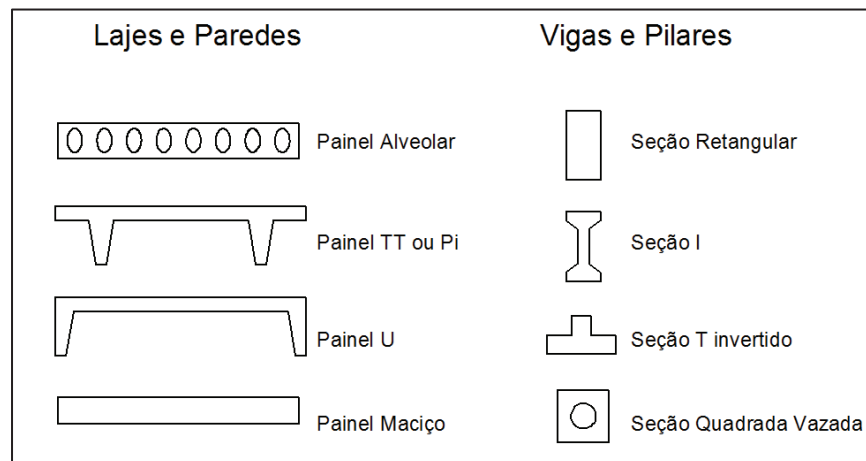 Lajes e Paredes
Vigas e Pilares
Painel Alveolar
Seção Retangular
Painel TT ou Pi
Seção I
Painel U
Seção T invertido
Painel Maciço
Seção Quadrada Vazada